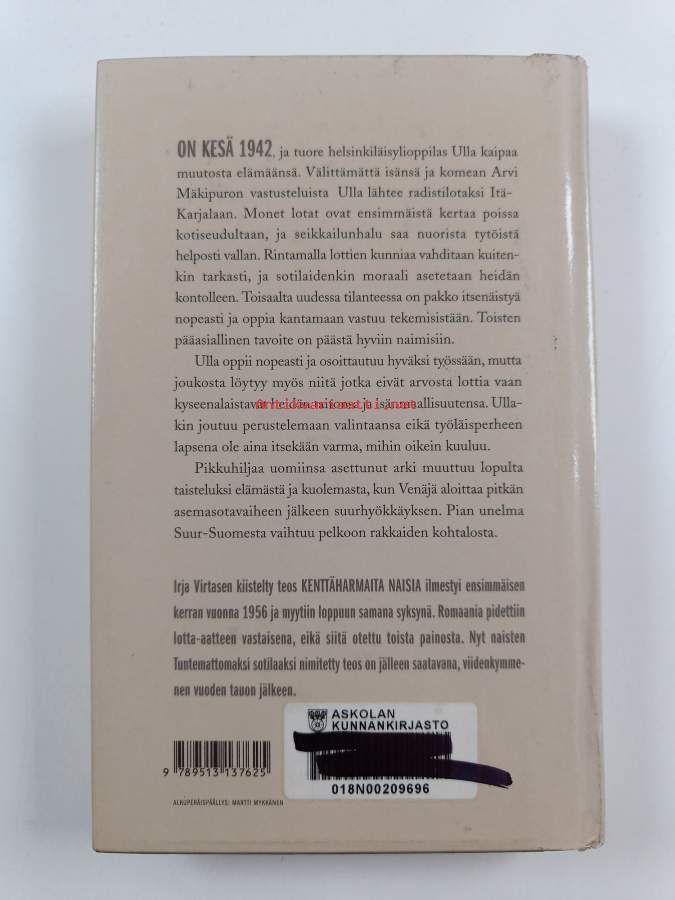 ON KESÄ 1942, ja tuore helsinkiläisylioppilas Ulla kaipaa
muutosta elämäänsä. Välittämättä isänsä ja komean Arvi
Mäkipuron vastusteluista Ulla lähtee radistilotaksi Itä-
Karjalaan. Monet lotat ovat ensimmäistä kertaa poissa
kotiseudultaan, ja seikkailunhalu saa nuorista tytöistä
helposti vallan. Rintamalla lottien kunniaa vahditaan kuiten-
kin tarkasti, ja sotilaidenkin moraali asetetaan heidän
kontolleen. Toisaalta uudessa tilanteessa on pakko itsenäistyä
nopeasti ja oppia kantamaan vastuu tekemisistään. Toisten
pääasiallinen tavoite on päästä hyviin naimisiin.
Ulla oppii nopeasti ja osoittautuu hyväksi työssään, mutta
joukosta löytyy myös niitä jotka eivät arvosta lottia vaan
kyseenalaistavat heidän taitonsa ja isänmaallisuutensa. Ulla-
Antikvaarikaatti.net
kin joutuu perustelemaan valintaansa eikä työläisperheen
lapsena ole aina itsekään varma, mihin oikein kuuluu.
Pikkuhiljaa uomiinsa asettunut arki muuttuu lopulta
taisteluksi elämästä ja kuolemasta, kun Venäjä aloittaa pitkän
asemasotavaiheen jälkeen suurhyökkäyksen. Pian unelma
Suur-Suomesta vaihtuu pelkoon rakkaiden kohtalosta.
Irja Virtasen kiistelty teos KENTTÄHARMAITA NAISIA ilmestyi ensimmäisen
kerran vuonna 1956 ja myytiin loppuun samana syksynä. Romaania pidettiin
lotta-aatteen vastaisena, eikä siitä otettu toista painosta. Nyt naisten
Tuntemattomaksi sotilaaksi nimitetty teos on jälleen saatavana, viidenkymme-
nen vuoden tauon jälkeen.
ASKOLAN
KUNNANKIRJASTO
018N00209696
9 789513 137625
ALKUPERÄISPÄÄLLYS: MARTTI MYKKÄNEN